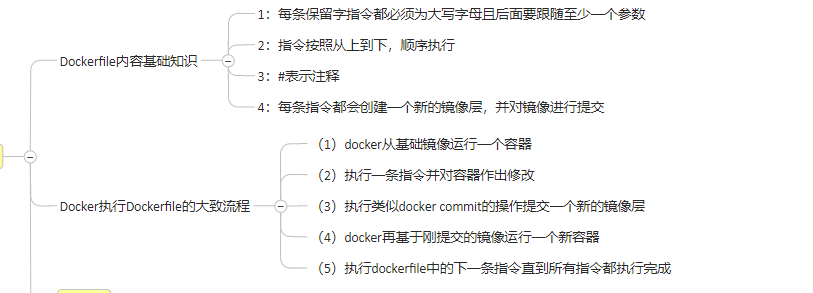 Dockerfile内容基础知识
1：每条保留字指令都必须为大写字母且后面要跟随至少一个参数
2：指令按照从上到下，顺序执行
3：#表示注释
4：每条指令都会创建一个新的镜像层，并对镜像进行提交
Docker执行Dockerfile的大致流程
（1）docker从基础镜像运行一个容器
（2）执行一条指令并对容器作出修改
（3）执行类似docker commit的操作提交一个新的镜像层
（4）docker再基于刚提交的镜像运行一个新容器
（5）执行dockerfile中的下一条指令直到所有指令都执行完成